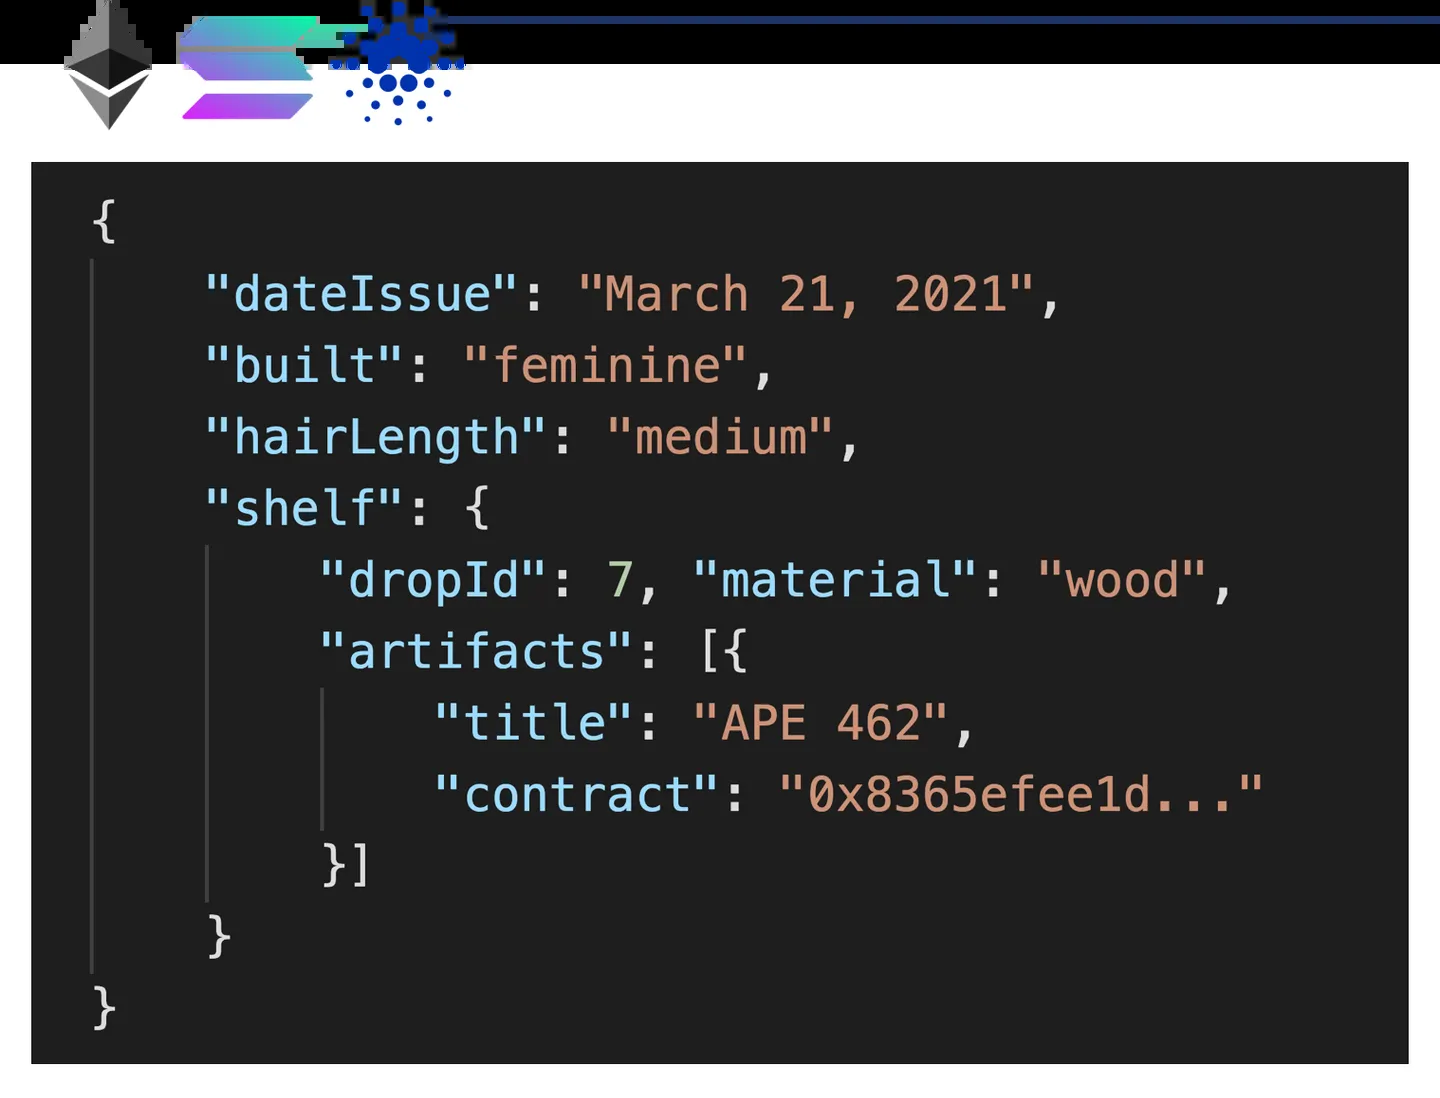 {
"dateIssue": "March 21, 2021",
"built": "feminine",
"hairLength": "medium",
"shelf": {
"dropId": 7, "material": "wood",
"artifacts": [{
"title": "APE 462",
"contract": "0x8365efee1d..."
}]
}
}